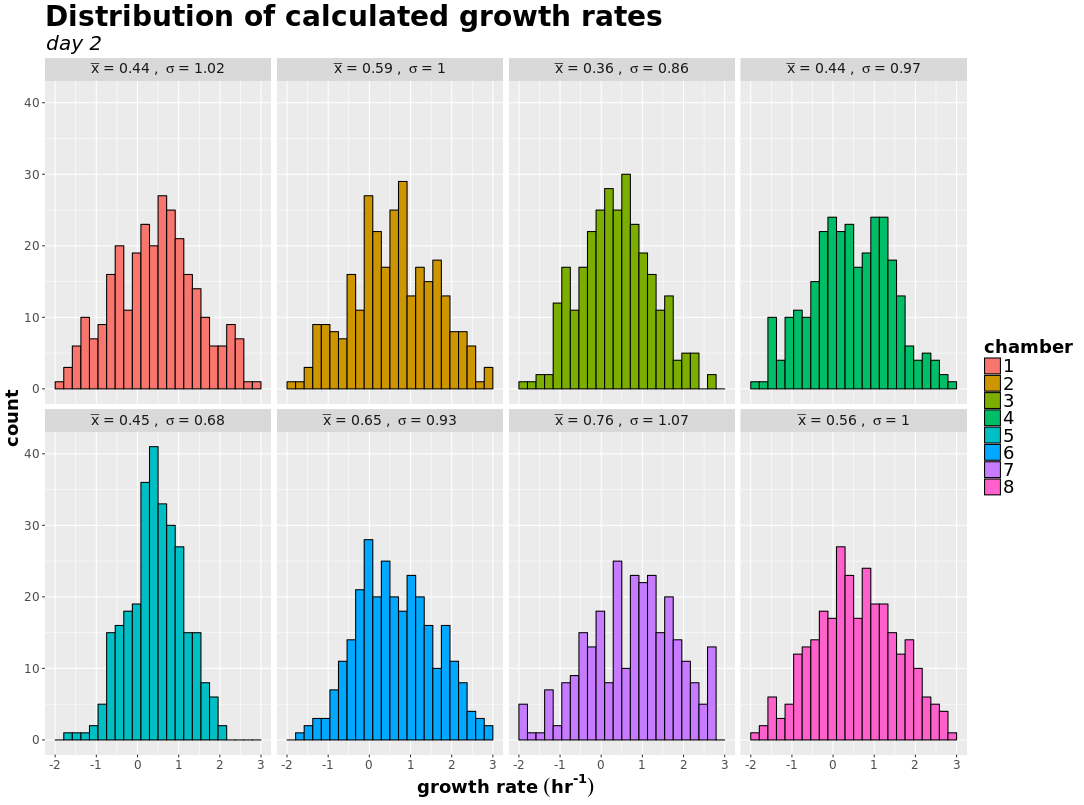 Distribution of calculated growth rates
day 2
x̅ = 0.44 , σ = 1.02
x̅ = 0.59 , σ = 1
x̅ = 0.36 , σ = 0.86
x̅ = 0.44 , σ = 0.97
40
30
20
10
0
x̅ = 0.45 , σ = 0.68
x̅ = 0.65 , σ = 0.93
x̅ = 0.76 , σ = 1.07
x̅ = 0.56 , σ = 1
40
30
20
10
0
-2 -1 0 1 2 3
-2 -1 0 1 2 3
-2 -1 0 1 2 3
-2 -1 0 1 2 3
count
growth rate (hr⁻¹)
chamber
1
2
3
4
5
6
7
8